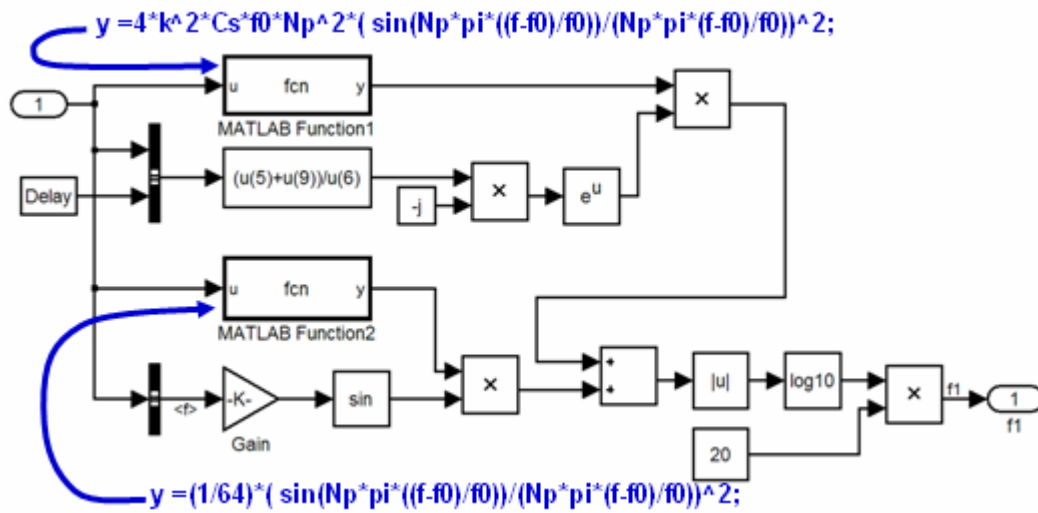 y =4*k^2*Cs*f0*Np^2*( sin(Np*pi*((f-f0)/f0))/(Np*pi*(f-f0)/f0))^2;
1
u fcn y
×
MATLAB Function1
Delay
(u(5)+u(9))/u(6)
×
-j
e^u
u fcn y
MATLAB Function2
+
+
×
|u|
log10
×
f1
1
f1
<f>
-K-
sin
Gain
20
y =(1/64)*( sin(Np*pi*((f-f0)/f0))/(Np*pi*(f-f0)/f0))^2;